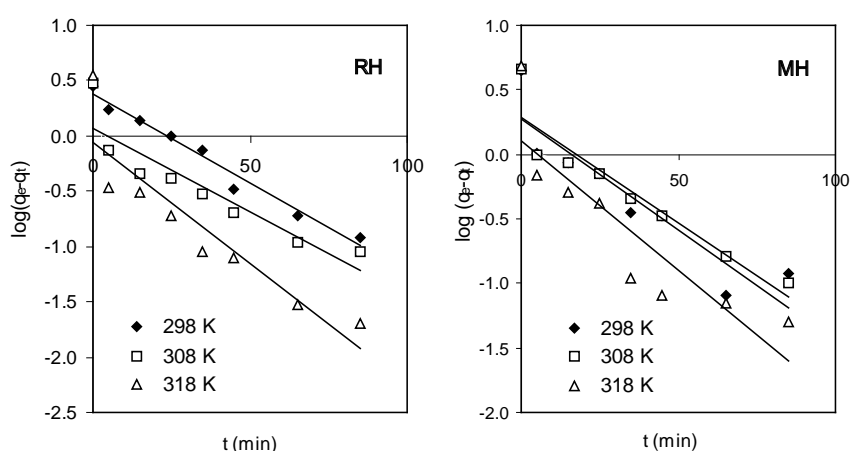 1.0
RH
0.5
0.0
0 50 100
-0.5
-1.0
-1.5
-2.0
-2.5
298 K
308 K
318 K
log(qe-qt)
t (min)
1.0
MH
0.5
0.0
0 50 100
-0.5
-1.0
-1.5
-2.0
298 K
308 K
318 K
log (qe-qt)
t (min)